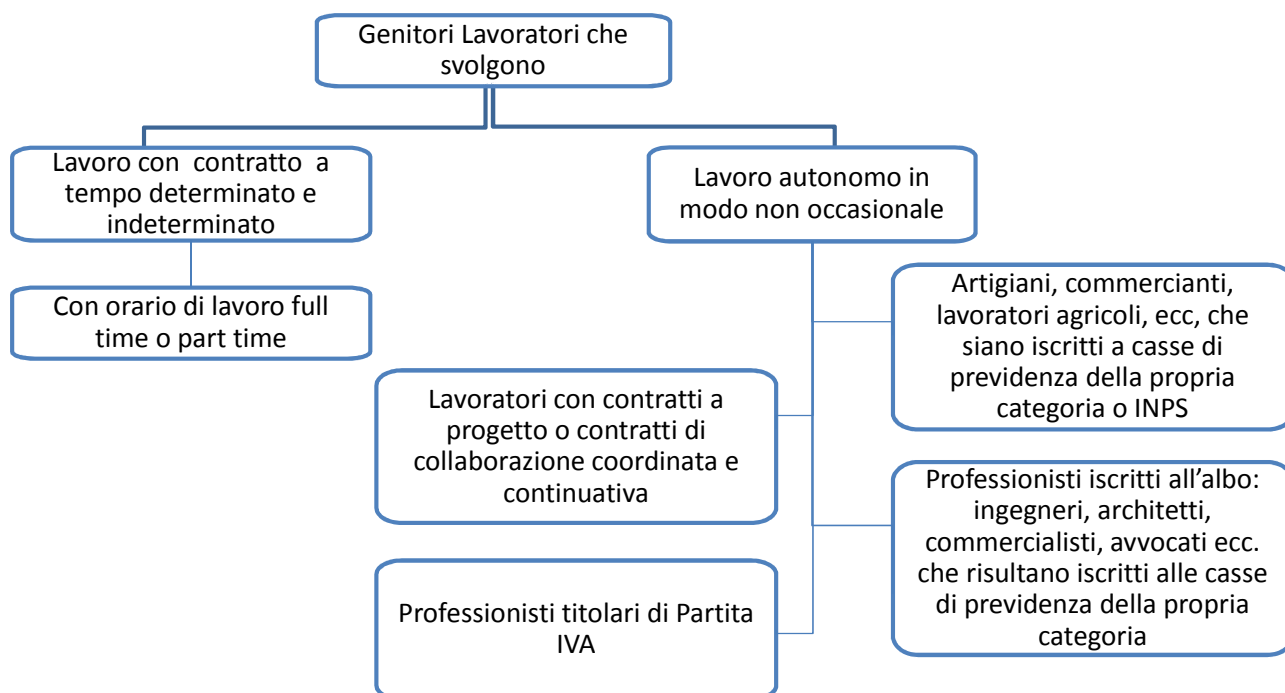 Genitori Lavoratori che
svolgono
Lavoro con contratto a
tempo determinato e
indeterminato
Con orario di lavoro full
time o part time
Lavoro autonomo in
modo non occasionale
Artigiani, commercianti,
lavoratori agricoli, ecc, che
siano iscritti a casse di
previdenza della propria
categoria o INPS
Lavoratori con contratti a
progetto o contratti di
collaborazione coordinata e
continuativa
Professionisti iscritti all’albo:
ingegneri, architetti,
commercialisti, avvocati ecc.
che risultano iscritti alle casse
di previdenza della propria
categoria
Professionisti titolari di Partita
IVA